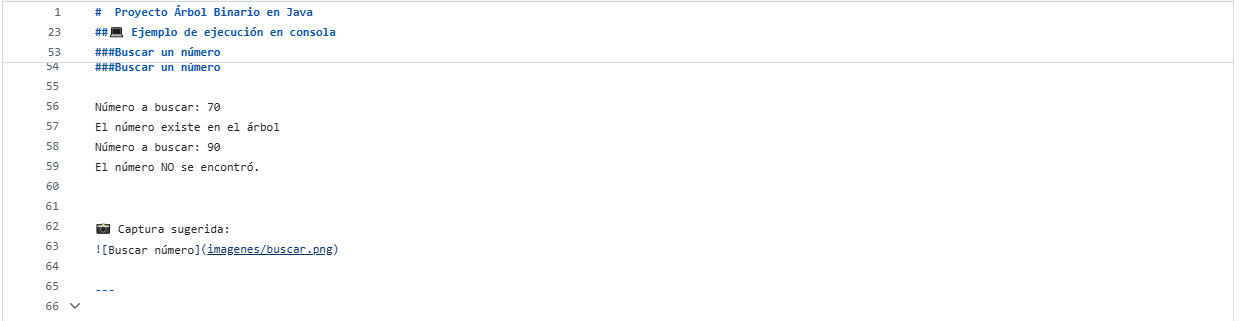 1 #  Proyecto Árbol Binario en Java
23 ##💻 Ejemplo de ejecución en consola
53 ###Buscar un número
54 ###Buscar un número
55
56 Número a buscar: 70
57 El número existe en el árbol
58 Número a buscar: 90
59 El número NO se encontró.
60
61
62 📸 Captura sugerida:
63 ![Buscar número](imagenes/buscar.png)
64
65 ---
66